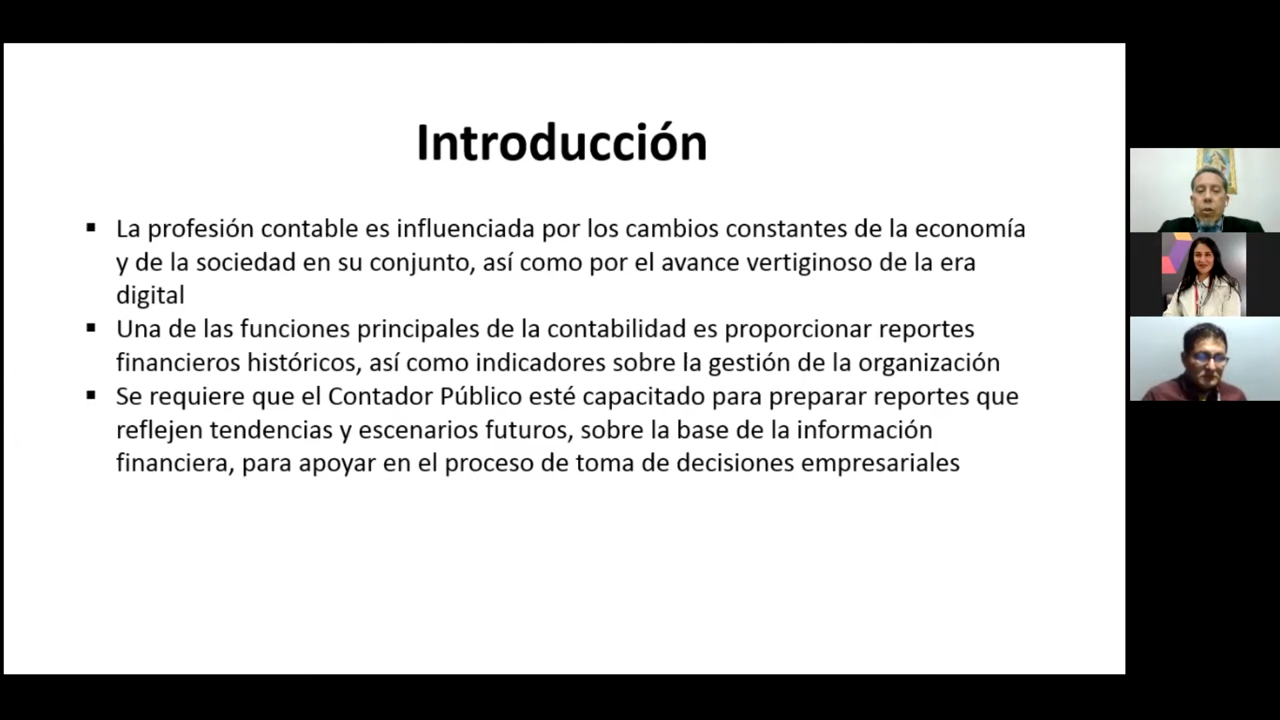 Introducción
▪ La profesión contable es influenciada por los cambios constantes de la economía
y de la sociedad en su conjunto, así como por el avance vertiginoso de la era
digital
▪ Una de las funciones principales de la contabilidad es proporcionar reportes
financieros históricos, así como indicadores sobre la gestión de la organización
▪ Se requiere que el Contador Público esté capacitado para preparar reportes que
reflejen tendencias y escenarios futuros, sobre la base de la información
financiera, para apoyar en el proceso de toma de decisiones empresariales